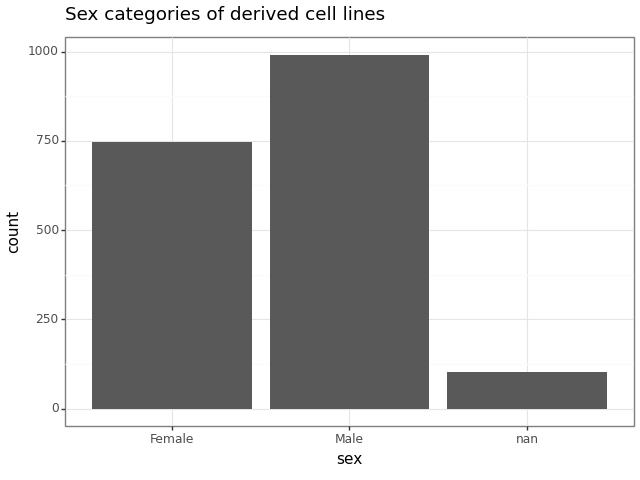 Sex categories of derived cell lines
1000
750
500
250
0
count
Female Male nan
sex